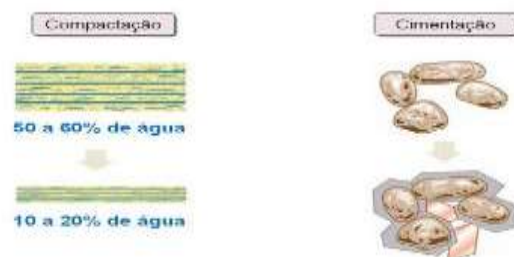 Compactação
Cimentação
50 a 60% de água
10 a 20% de água